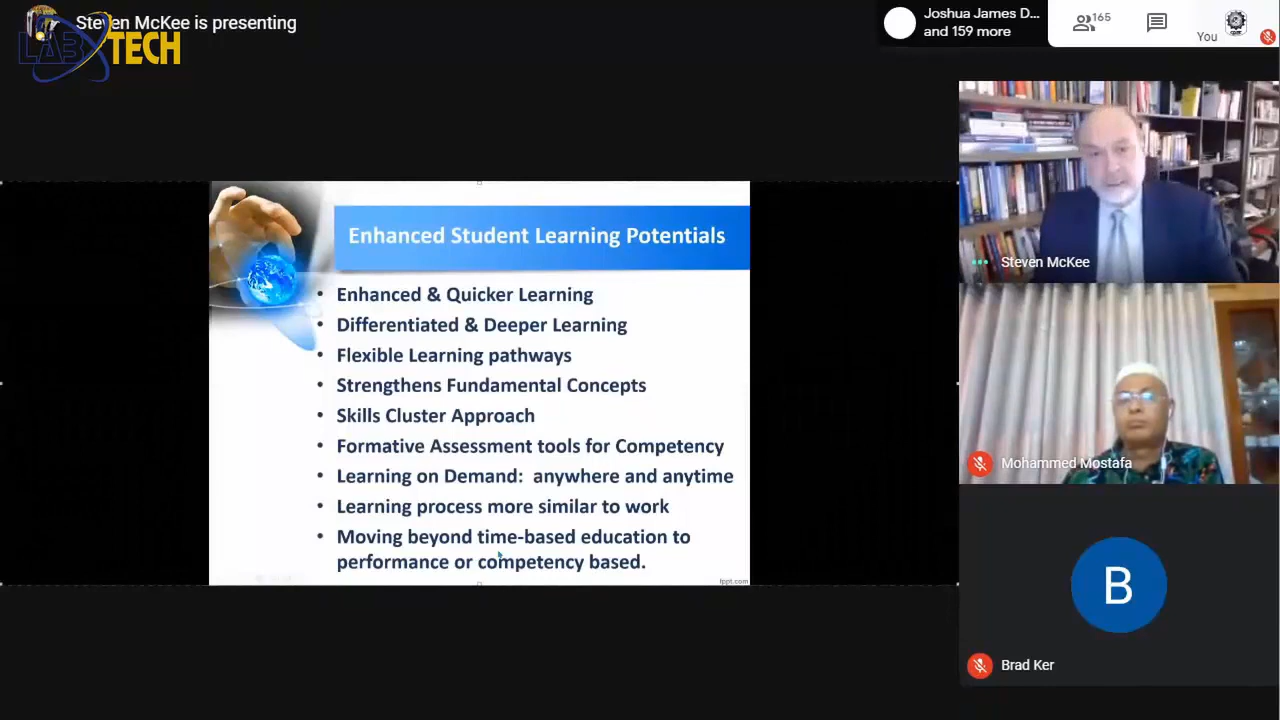 Steven McKee is presenting
LABTECH
Joshua James D...
and 159 more
165
You
Steven McKee
Mohammed Mostafa
B
Brad Ker
Enhanced Student Learning Potentials
• Enhanced & Quicker Learning
• Differentiated & Deeper Learning
• Flexible Learning pathways
• Strengthens Fundamental Concepts
• Skills Cluster Approach
• Formative Assessment tools for Competency
• Learning on Demand: anywhere and anytime
• Learning process more similar to work
• Moving beyond time-based education to
performance or competency based.
fppt.com